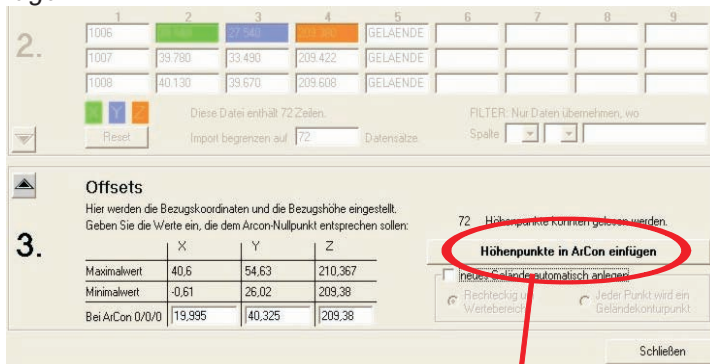 1 2 3 4 5 6 7 8 9
2.
1006 27.540 GELAENDE
1007 39.780 33.490 209.422 GELAENDE
1008 40.130 39.670 209.608 GELAENDE
X Y Z Diese Datei enthält 72 Zeilen. FILTER: Nur Daten übernehmen, wo
Reset Import begrenzen auf 72 Datensätze. Spalte
Offsets
Hier werden die Bezugskoordinaten und die Bezugshöhe eingestellt.
Geben Sie die Werte ein, die dem Arcon-Nullpunkt entsprechen sollen:
72 Höhenpunkte konnten gelesen werden.
3.
X Y Z
Höhenpunkte in ArCon einfügen
Maximalwert 40,6 54,63 210,367
neues Gelände automatisch anlegen
Minimalwert -0,61 26,02 209,38
Rechteckig
Wertebereich
Jeder Punkt wird ein
Geländekonturpunkt
Bei ArCon 0/0/0 19,995 40,325 209,38
Schließen